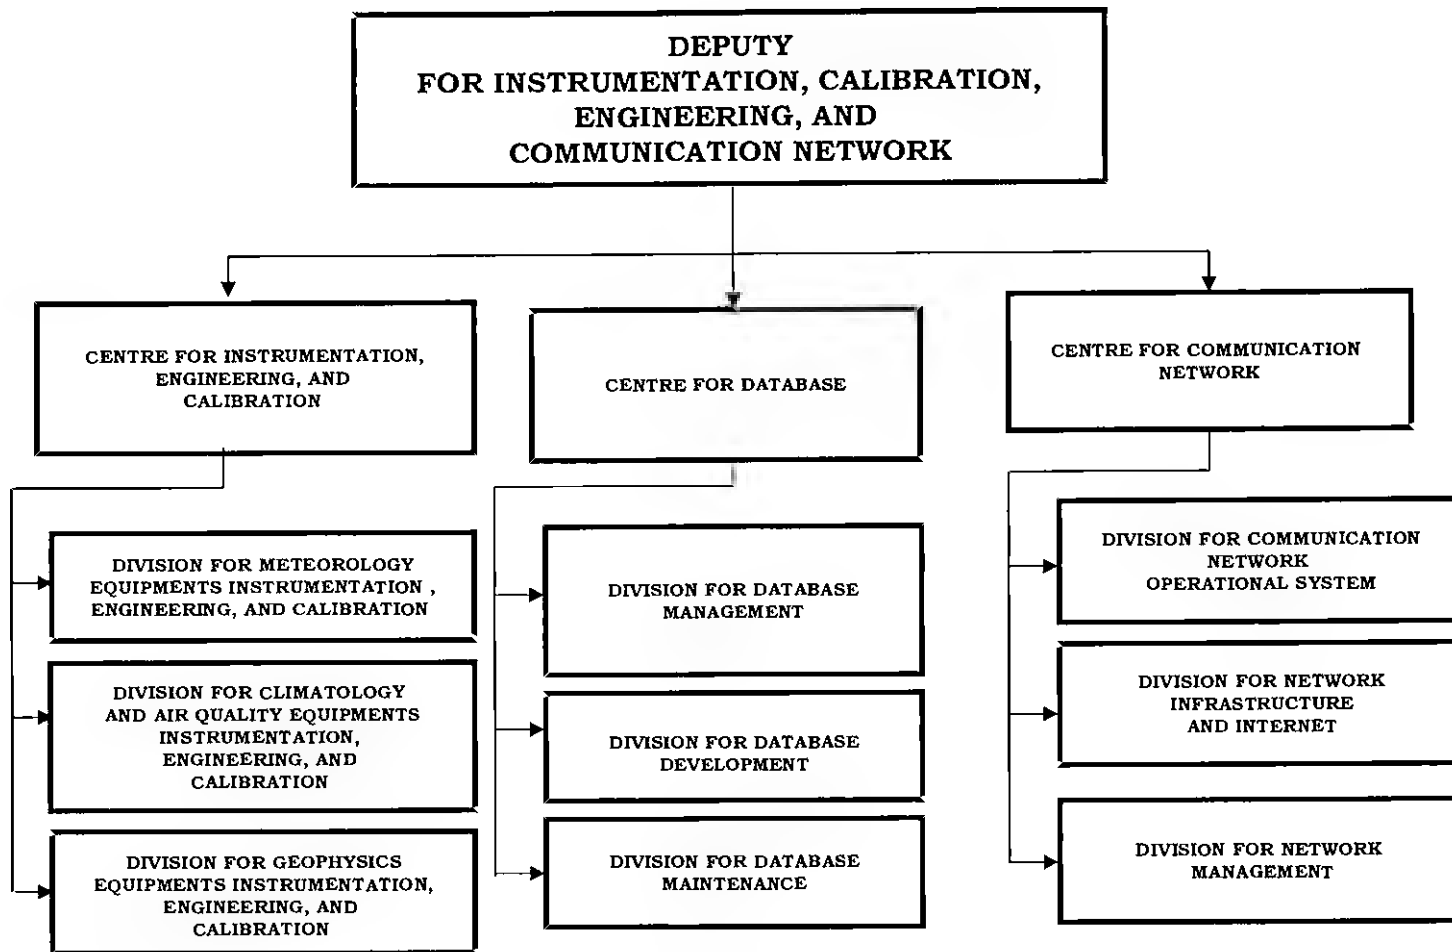 DEPUTY
FOR INSTRUMENTATION, CALIBRATION,
ENGINEERING, AND
COMMUNICATION NETWORK
CENTRE FOR INSTRUMENTATION,
ENGINEERING, AND
CALIBRATION
CENTRE FOR DATABASE
CENTRE FOR COMMUNICATION
NETWORK
DIVISION FOR METEOROLOGY
EQUIPMENTS INSTRUMENTATION ,
ENGINEERING, AND CALIBRATION
DIVISION FOR CLIMATOLOGY
AND AIR QUALITY EQUIPMENTS
INSTRUMENTATION,
ENGINEERING, AND
CALIBRATION
DIVISION FOR GEOPHYSICS
EQUIPMENTS INSTRUMENTATION,
ENGINEERING, AND
CALIBRATION
DIVISION FOR DATABASE
MANAGEMENT
DIVISION FOR DATABASE
DEVELOPMENT
DIVISION FOR DATABASE
MAINTENANCE
DIVISION FOR COMMUNICATION
NETWORK
OPERATIONAL SYSTEM
DIVISION FOR NETWORK
INFRASTRUCTURE
AND INTERNET
DIVISION FOR NETWORK
MANAGEMENT